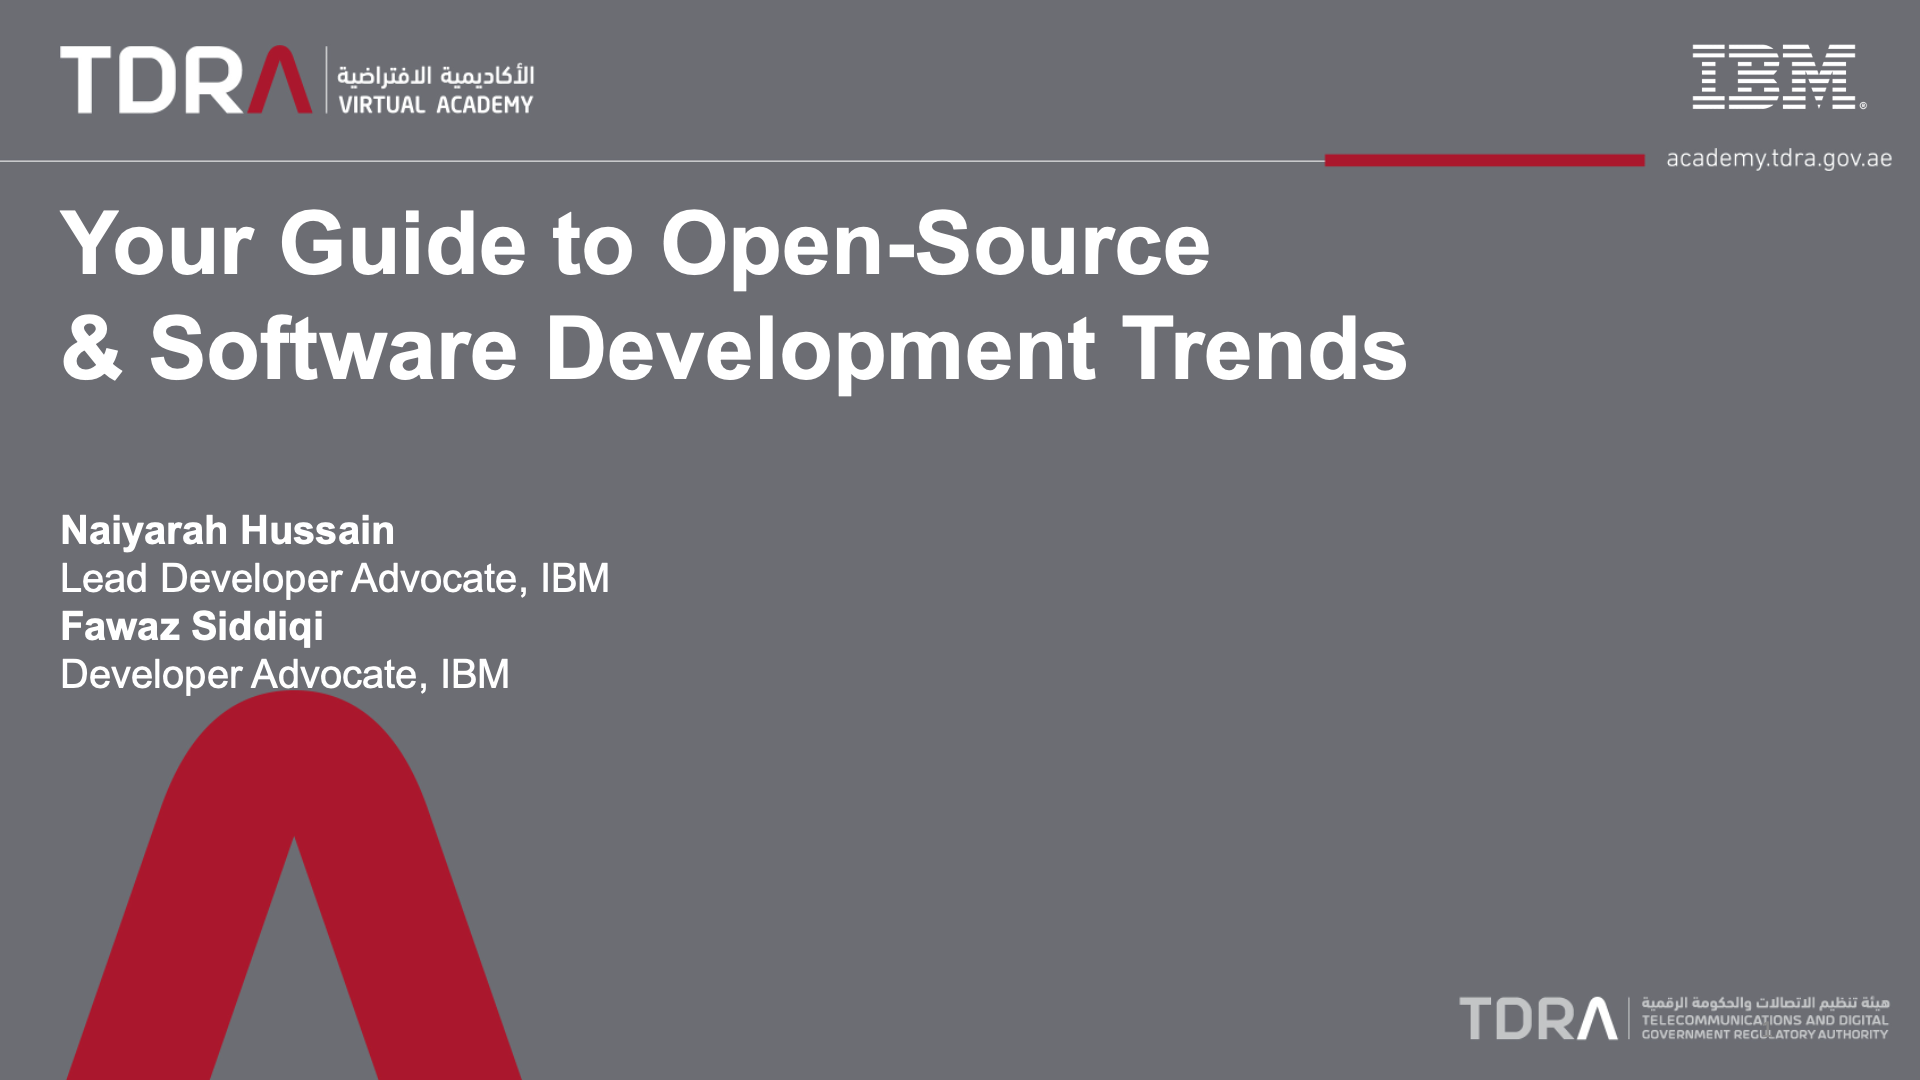 TDRA
الأكاديمية الافتراضية
VIRTUAL ACADEMY
IBM®
academy.tdra.gov.ae
Your Guide to Open-Source
& Software Development Trends
Naiyarah Hussain
Lead Developer Advocate, IBM
Fawaz Siddiqi
Developer Advocate, IBM
TDRA
هيئة تنظيم الاتصالات والحكومة الرقمية
TELECOMMUNICATIONS AND DIGITAL
GOVERNMENT REGULATORY AUTHORITY